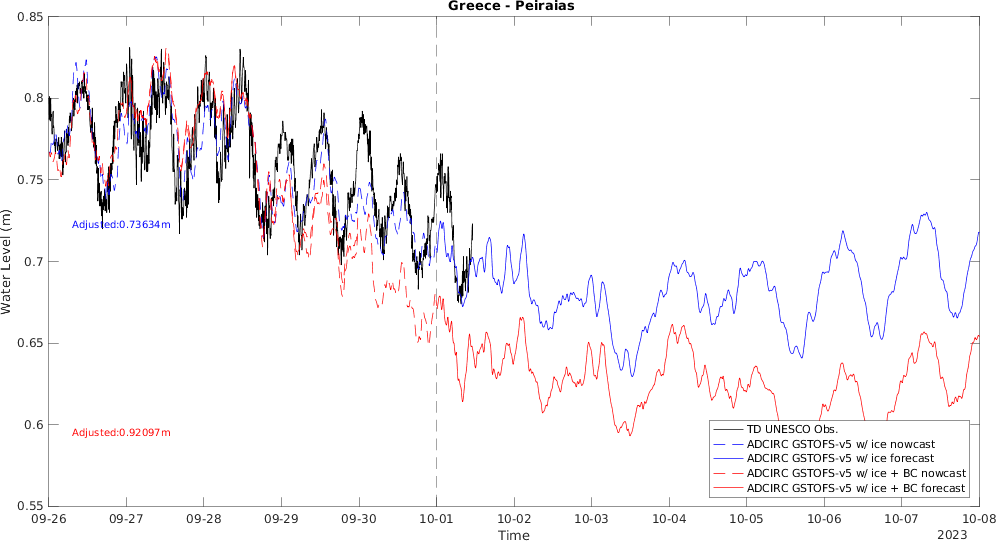 Greece - Peiraias
0.85
0.8
0.75
0.7
0.65
0.6
0.55
Water Level (m)
Adjusted:0.73634m
Adjusted:0.92097m
TD UNESCO Obs.
ADCIRC GSTOFS-v5 w/ ice nowcast
ADCIRC GSTOFS-v5 w/ ice forecast
ADCIRC GSTOFS-v5 w/ ice + BC nowcast
ADCIRC GSTOFS-v5 w/ ice + BC forecast
09-26 09-27 09-28 09-29 09-30 10-01 10-02 10-03 10-04 10-05 10-06 10-07 10-08
Time
2023